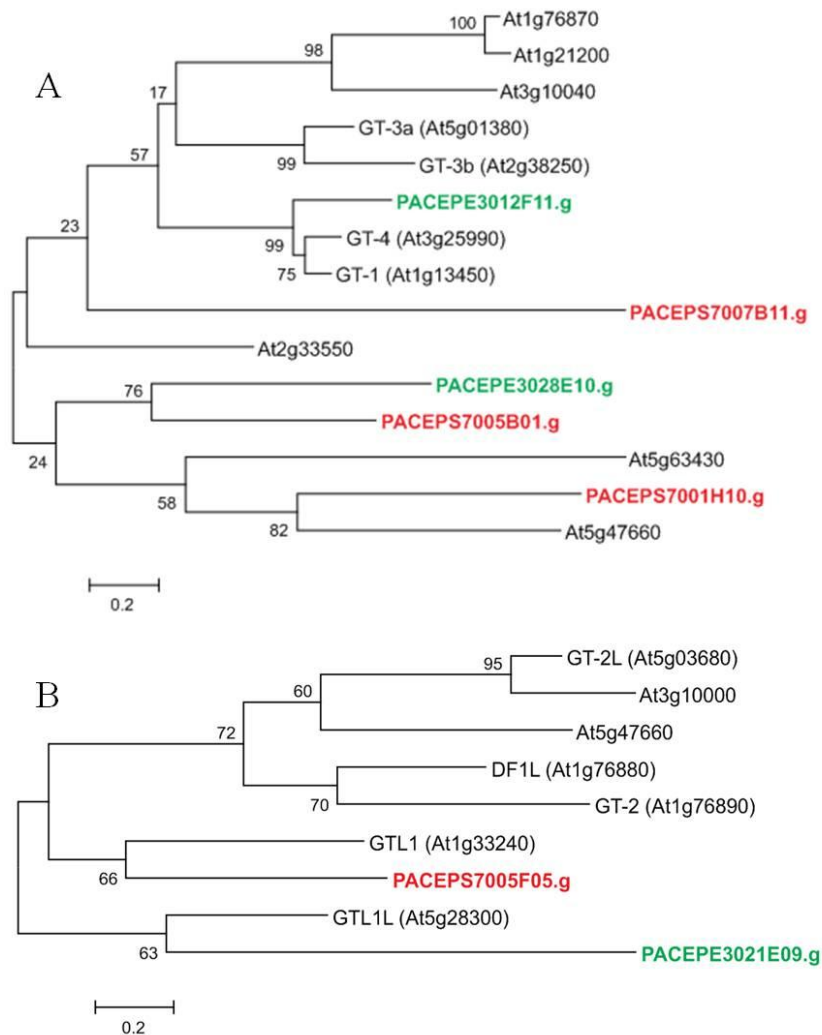 At1g76870
100
At1g21200
98
A
At3g10040
17
GT-3a (At5g01380)
57
99
GT-3b (At2g38250)
PACEPE3012F11.g
23
99
GT-4 (At3g25990)
75
GT-1 (At1g13450)
PACEPS7007B11.g
At2g33550
76
PACEPE3028E10.g
PACEPS7005B01.g
24
At5g63430
58
PACEPS7001H10.g
82
At5g47660
0.2
GT-2L (At5g03680)
95
60
At3g10000
B
72
At5g47660
DF1L (At1g76880)
70
GT-2 (At1g76890)
GTL1 (At1g33240)
66
PACEPS7005F05.g
GTL1L (At5g28300)
63
PACEPE3021E09.g
0.2